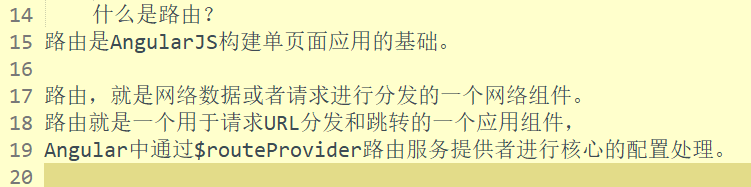 14 什么是路由？
15 路由是AngularJS构建单页面应用的基础。
16
17 路由，就是网络数据或者请求进行分发的一个网络组件。
18 路由就是一个用于请求URL分发和跳转的一个应用组件，
19 Angular中通过$routeProvider路由服务提供者进行核心的配置处理。
20